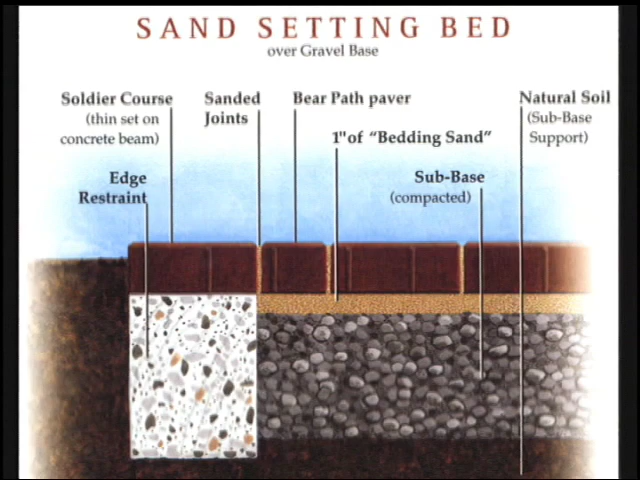 SAND SETTING BED
over Gravel Base
Soldier Course
(thin set on
concrete beam)
Sanded
Joints
Bear Path paver
1" of “Bedding Sand”
Natural Soil
(Sub-Base
Support)
Edge
Restraint
Sub-Base
(compacted)